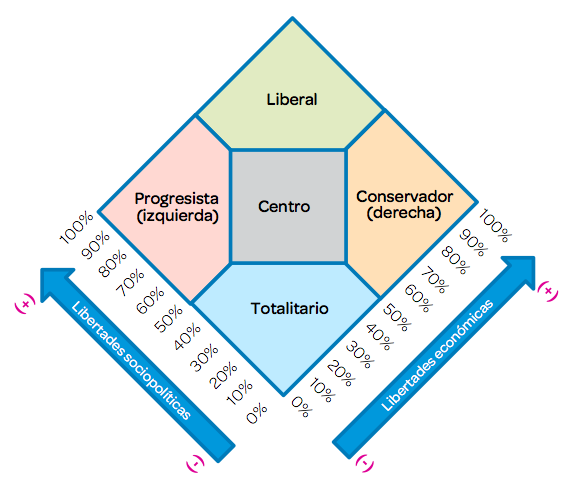 Liberal
Progresista
(izquierda)
Centro
Conservador
(derecha)
Totalitario
100%
90%
80%
70%
60%
50%
40%
30%
20%
10%
0%
100%
90%
80%
70%
60%
50%
40%
30%
20%
10%
0%
(+)
Libertades sociopolíticas
(-)
(+)
Libertades económicas
(-)